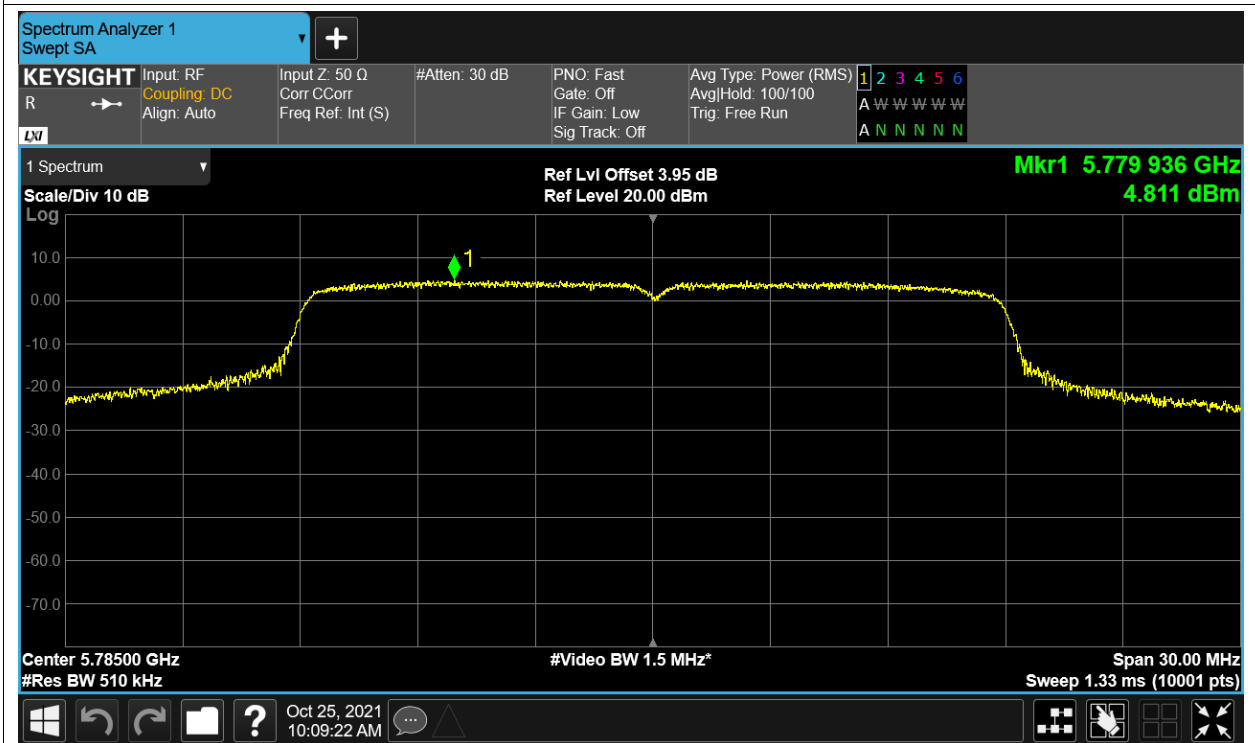 Spectrum Analyzer 1
Swept SA
KEYSIGHT
R
LXI
Input: RF
Coupling: DC
Align: Auto
Input Z: 50 Ω
Corr CCorr
Freq Ref: Int (S)
#Atten: 30 dB
PNO: Fast
Gate: Off
IF Gain: Low
Sig Track: Off
Avg Type: Power (RMS)
Avg|Hold: 100/100
Trig: Free Run
1 2 3 4 5 6
A W W W W W
A N N N N N
1 Spectrum
Scale/Div 10 dB
Log
Ref Lvl Offset 3.95 dB
Ref Level 20.00 dBm
Mkr1 5.779 936 GHz
4.811 dBm
1
10.0
0.00
-10.0
-20.0
-30.0
-40.0
-50.0
-60.0
-70.0
Center 5.78500 GHz
#Res BW 510 kHz
#Video BW 1.5 MHz*
Span 30.00 MHz
Sweep 1.33 ms (10001 pts)
?
Oct 25, 2021
10:09:22 AM